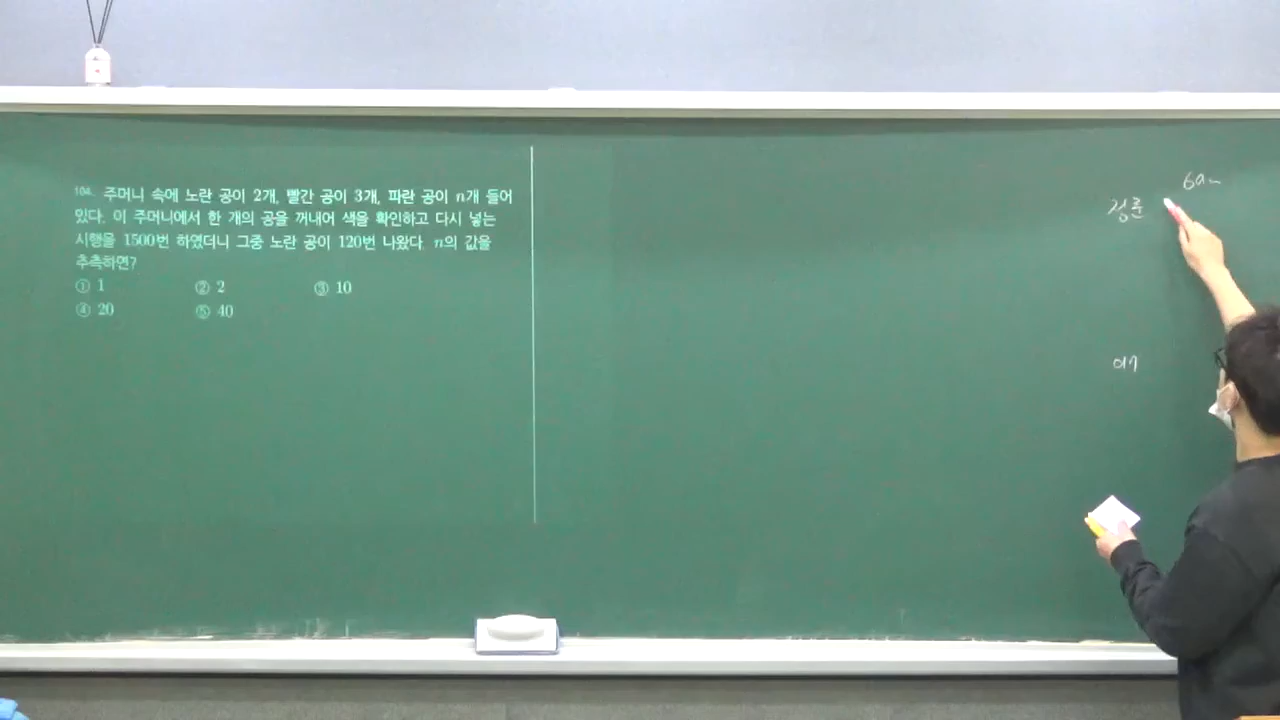 104. 주머니 속에 노란 공이 2개, 빨간 공이 3개, 파란 공이 n개 들어
있다. 이 주머니에서 한 개의 공을 꺼내어 색을 확인하고 다시 넣는
시행을 1500번 하였더니 그중 노란 공이 120번 나왔다. n의 값을
추측하면?
① 1 ② 2 ③ 10
④ 20 ⑤ 40